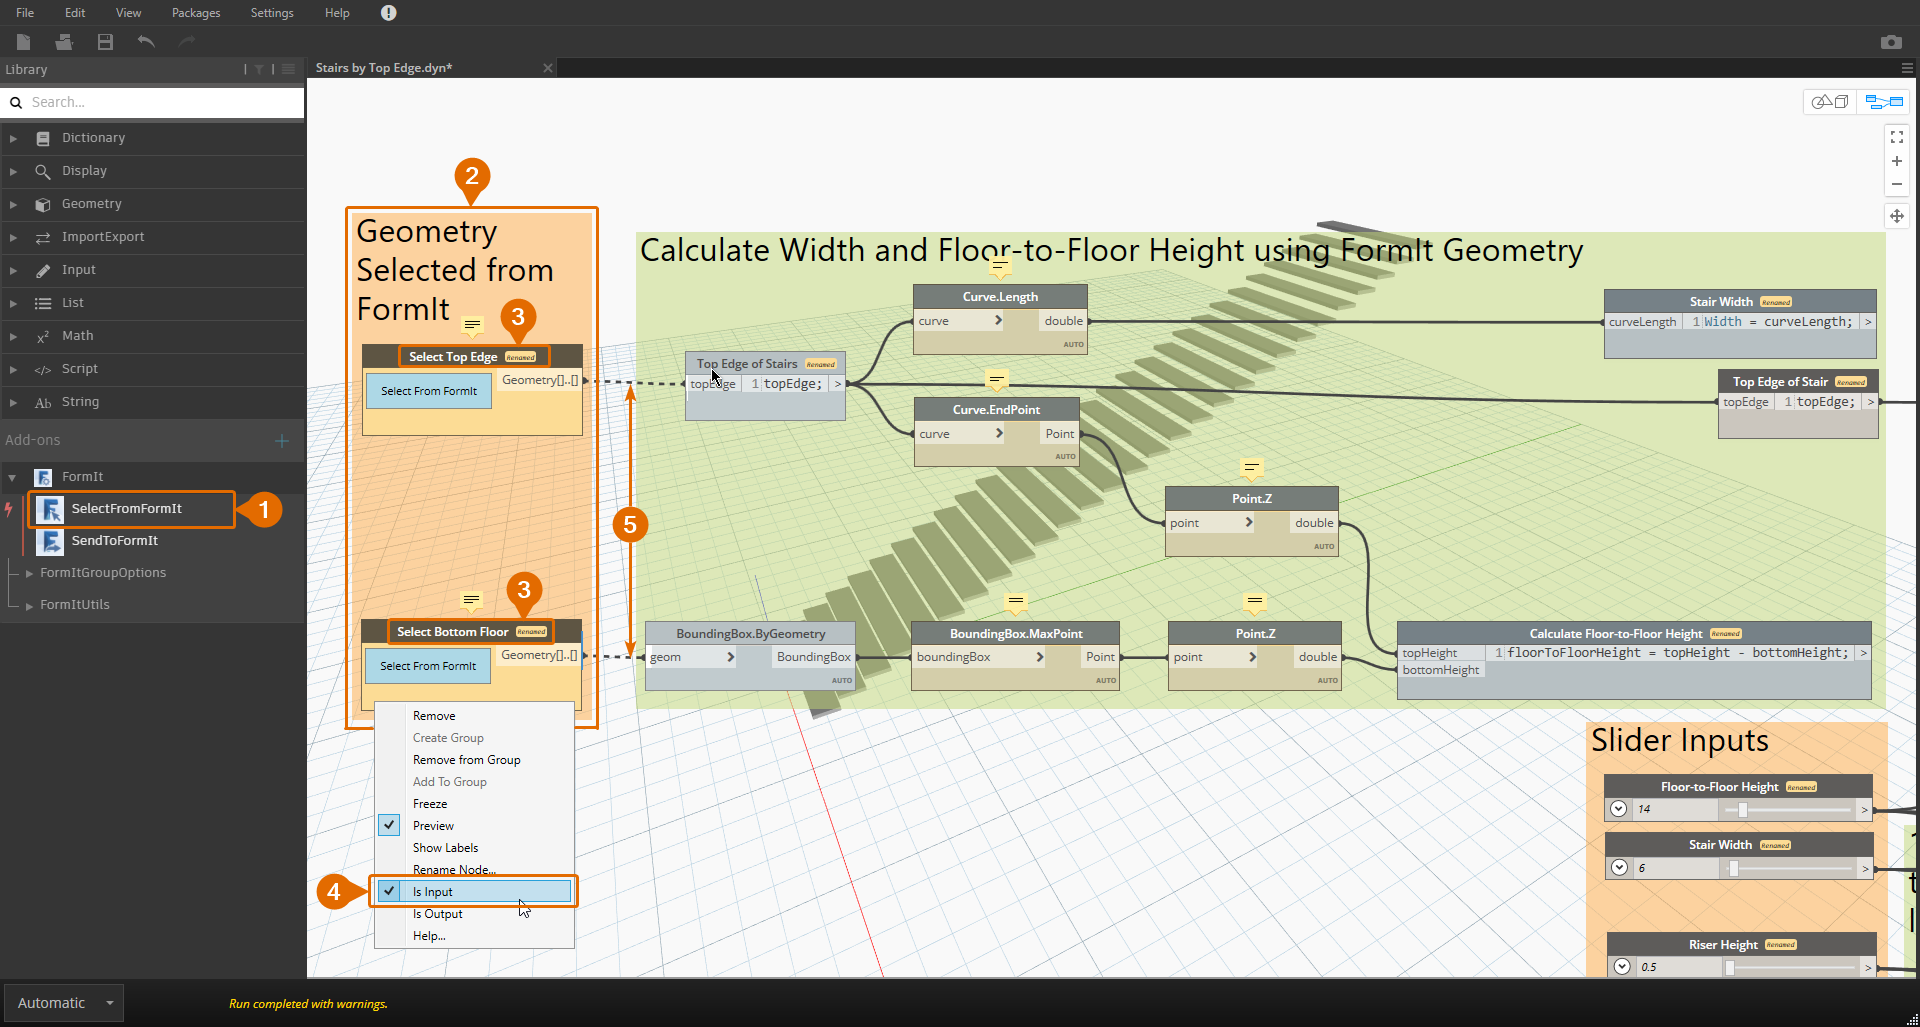 File Edit View Packages Settings Help !
Library
Stairs by Top Edge.dyn*
Search...
Dictionary
Display
Geometry
ImportExport
Input
List
Math
Script
String
Add-ons
FormIt
SelectFromFormIt
1
SendToFormIt
FormItGroupOptions
FormItUtils
2
Geometry
Selected from
FormIt
3
Select Top Edge Renamed
Select From FormIt
Geometry[]..[]
3
Select Bottom Floor Renamed
Select From FormIt
Geometry[]..[]
5
Remove
Create Group
Remove from Group
Add To Group
Freeze
Preview
Show Labels
Rename Node...
4
Is Input
Is Output
Help...
Calculate Width and Floor-to-Floor Height using FormIt Geometry
Curve.Length
curve > double
AUTO
Top Edge of Stairs Renamed
topEdge 1 topEdge; >
Curve.EndPoint
curve > Point
AUTO
Stair Width Renamed
curveLength 1 Width = curveLength; >
Top Edge of Stair Renamed
topEdge 1 topEdge; >
Point.Z
point > double
AUTO
BoundingBox.ByGeometry
geom > BoundingBox
AUTO
BoundingBox.MaxPoint
boundingBox > Point
AUTO
Point.Z
point > double
AUTO
Calculate Floor-to-Floor Height Renamed
topHeight 1 floorToFloorHeight = topHeight - bottomHeight; >
bottomHeight
Slider Inputs
Floor-to-Floor Height Renamed
14 >
Stair Width Renamed
6 >
Riser Height Renamed
0.5 >
Automatic
Run completed with warnings.